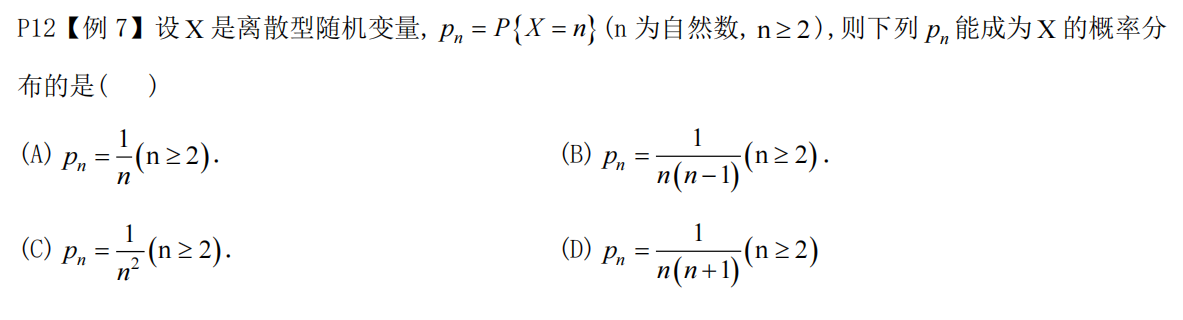 P12【例 7】设 X 是离散型随机变量, $p_n = P\{X = n\}$ (n 为自然数, $n \geq 2$), 则下列 $p_n$ 能成为 X 的概率分
布的是(    )
(A) $p_n = \frac{1}{n}(n \geq 2)$.    (B) $p_n = \frac{1}{n(n-1)}(n \geq 2)$.
(C) $p_n = \frac{1}{n^2}(n \geq 2)$.    (D) $p_n = \frac{1}{n(n+1)}(n \geq 2)$